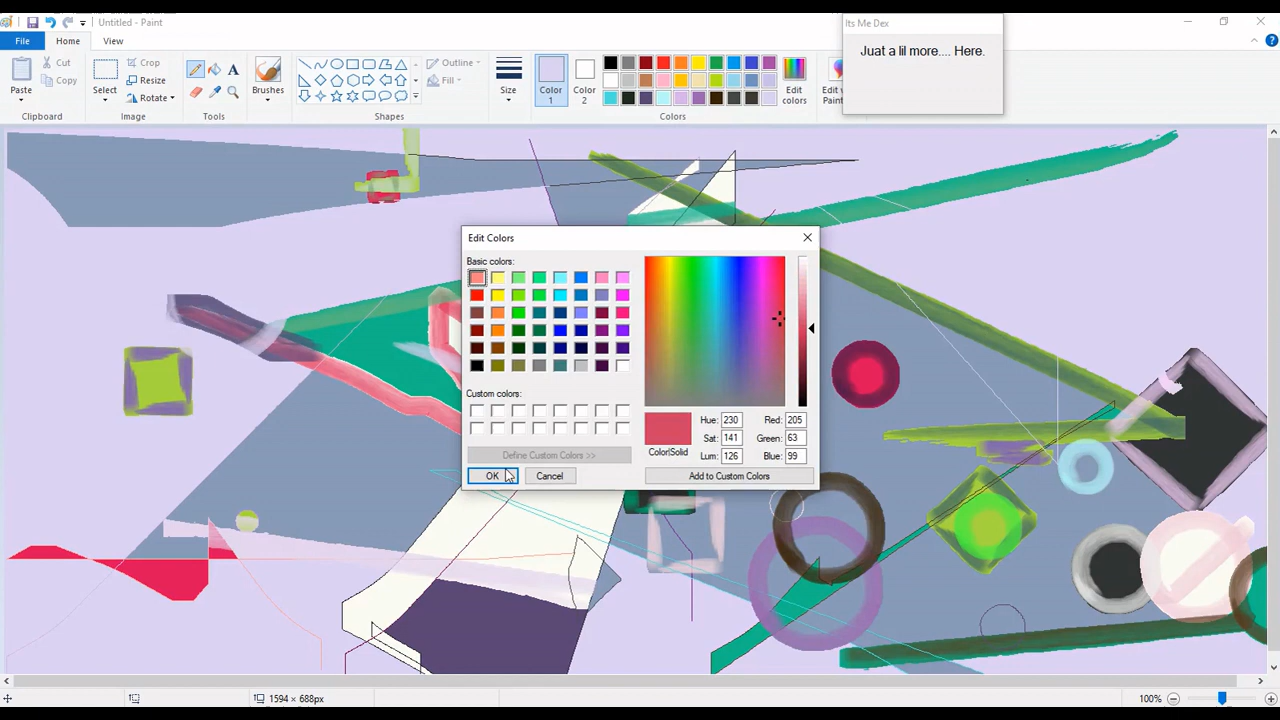 Untitled - Paint
Its Me Dex
File
Home
View
Juat a lil more.... Here.
Paste
Cut
Copy
Clipboard
Select
Crop
Resize
Rotate
Image
A
Tools
Brushes
Outline
Fill
Shapes
Size
Color
1
Color
2
Edit
colors
Colors
Edit w
Paint
Edit Colors
Basic colors:
Custom colors:
Define Custom Colors >>
OK
Cancel
Hue: 230
Sat: 141
Lum: 126
Red: 205
Green: 63
Blue: 99
Color|Solid
Add to Custom Colors
1594 × 688px
100%